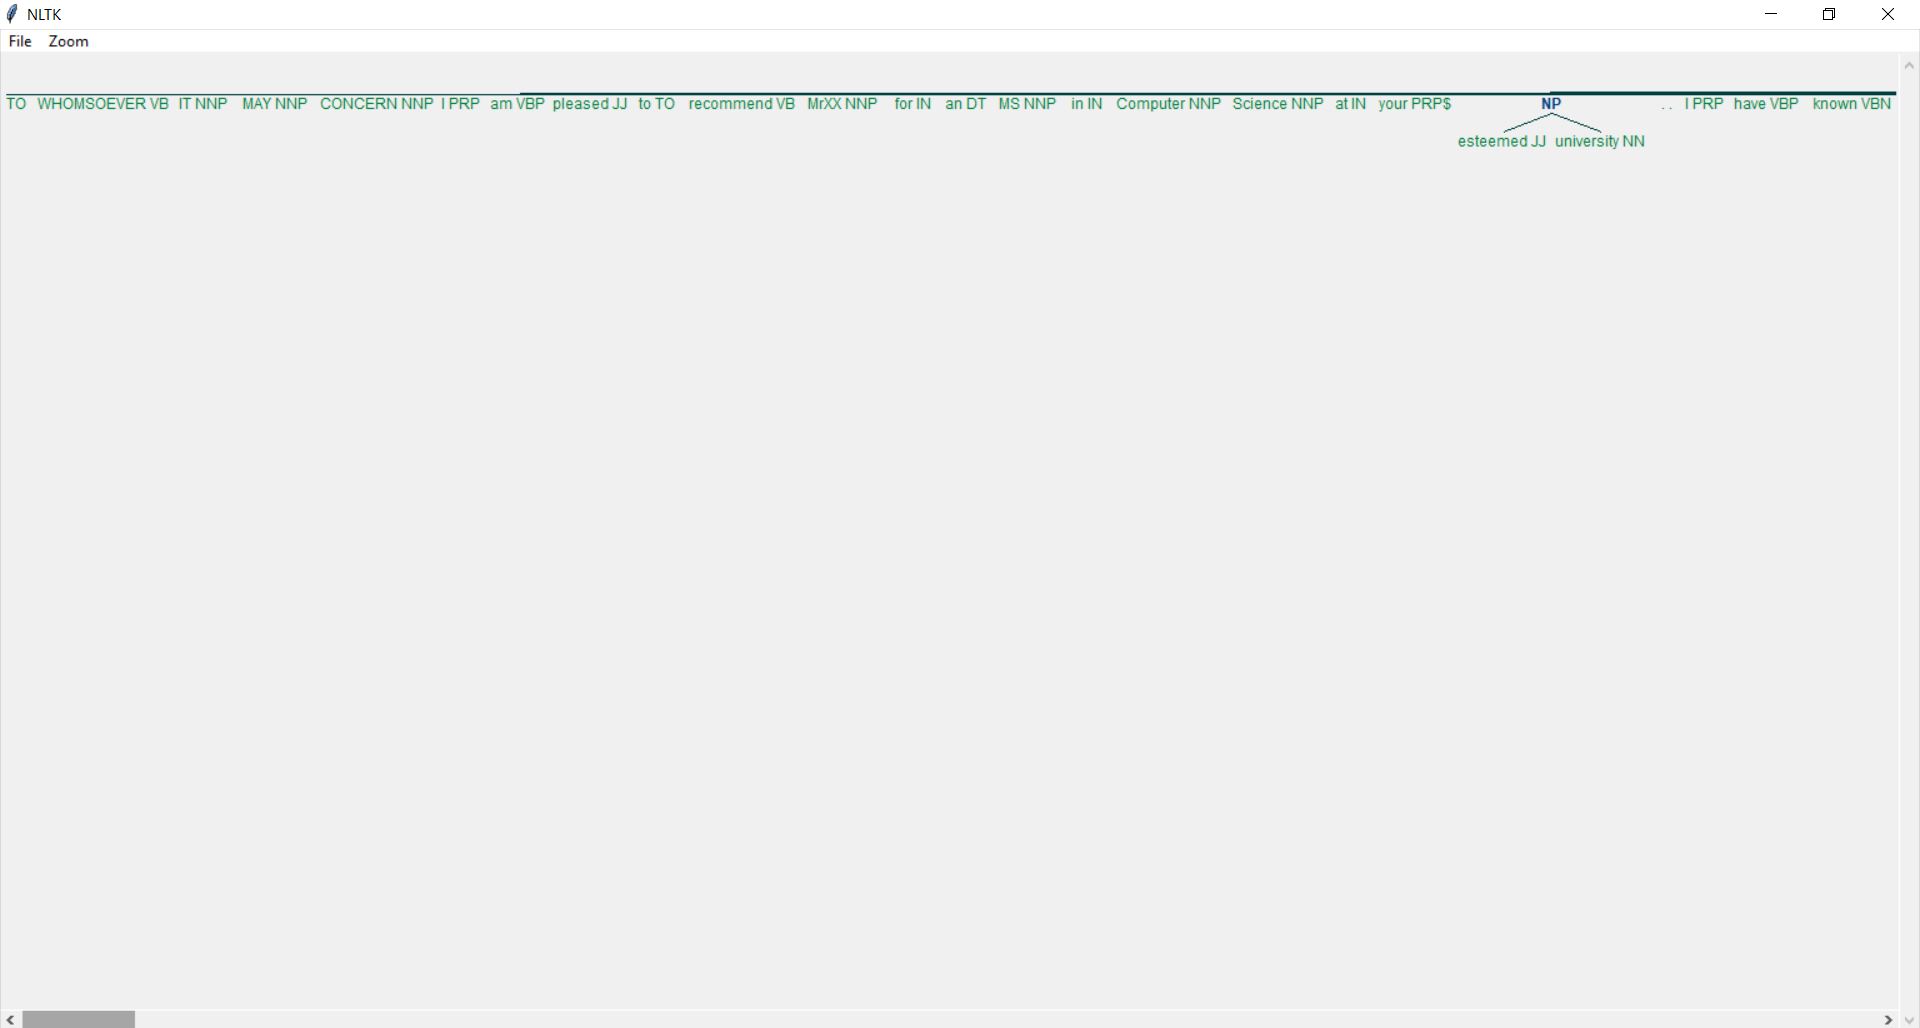 NLTK
File Zoom
TO WHOMSOEVER VB IT NNP MAY NNP CONCERN NNP I PRP am VBP pleased JJ to TO recommend VB MrXX NNP for IN an DT MS NNP in IN Computer NNP Science NNP at IN your PRP$ NP . . I PRP have VBP known VBN
esteemed JJ university NN